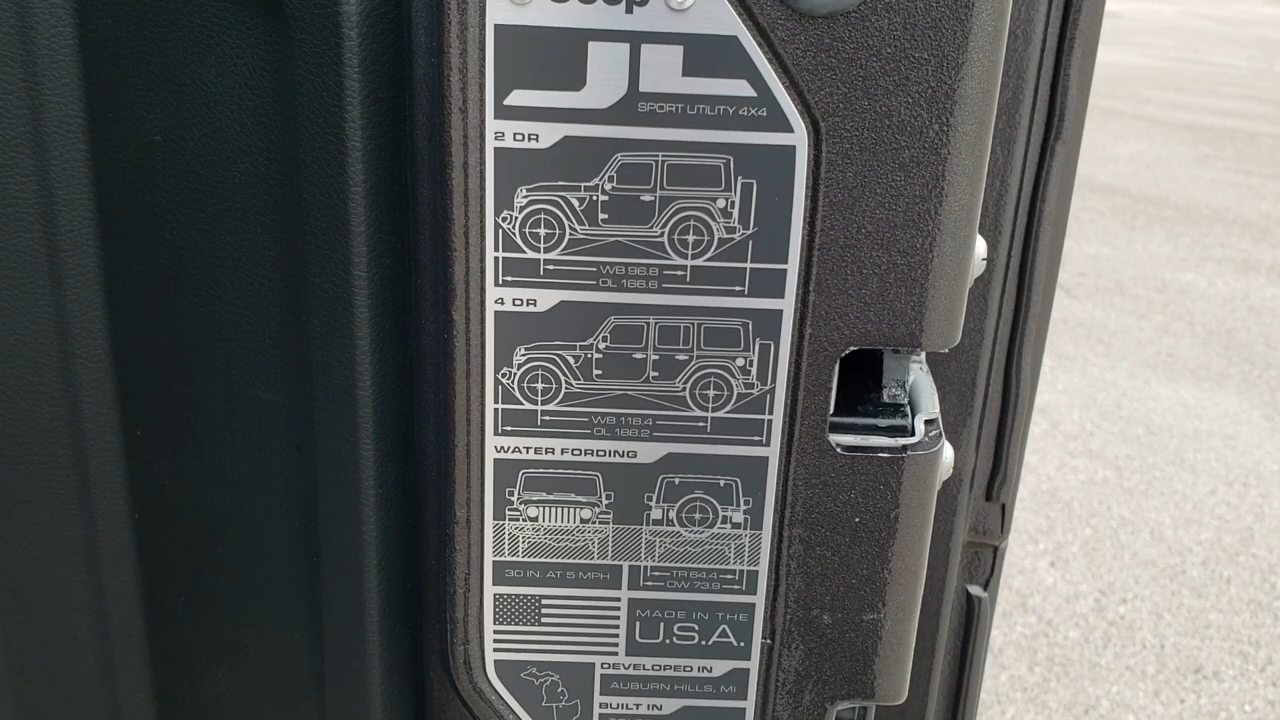 Jeep
JL
SPORT UTILITY 4X4
2 DR
WB 96.8
OL 166.6
4 DR
WB 118.4
OL 188.2
WATER FORDING
30 IN. AT 5 MPH
TR 64.4
OW 73.9
MADE IN THE
U.S.A.
DEVELOPED IN
AUBURN HILLS, MI
BUILT IN